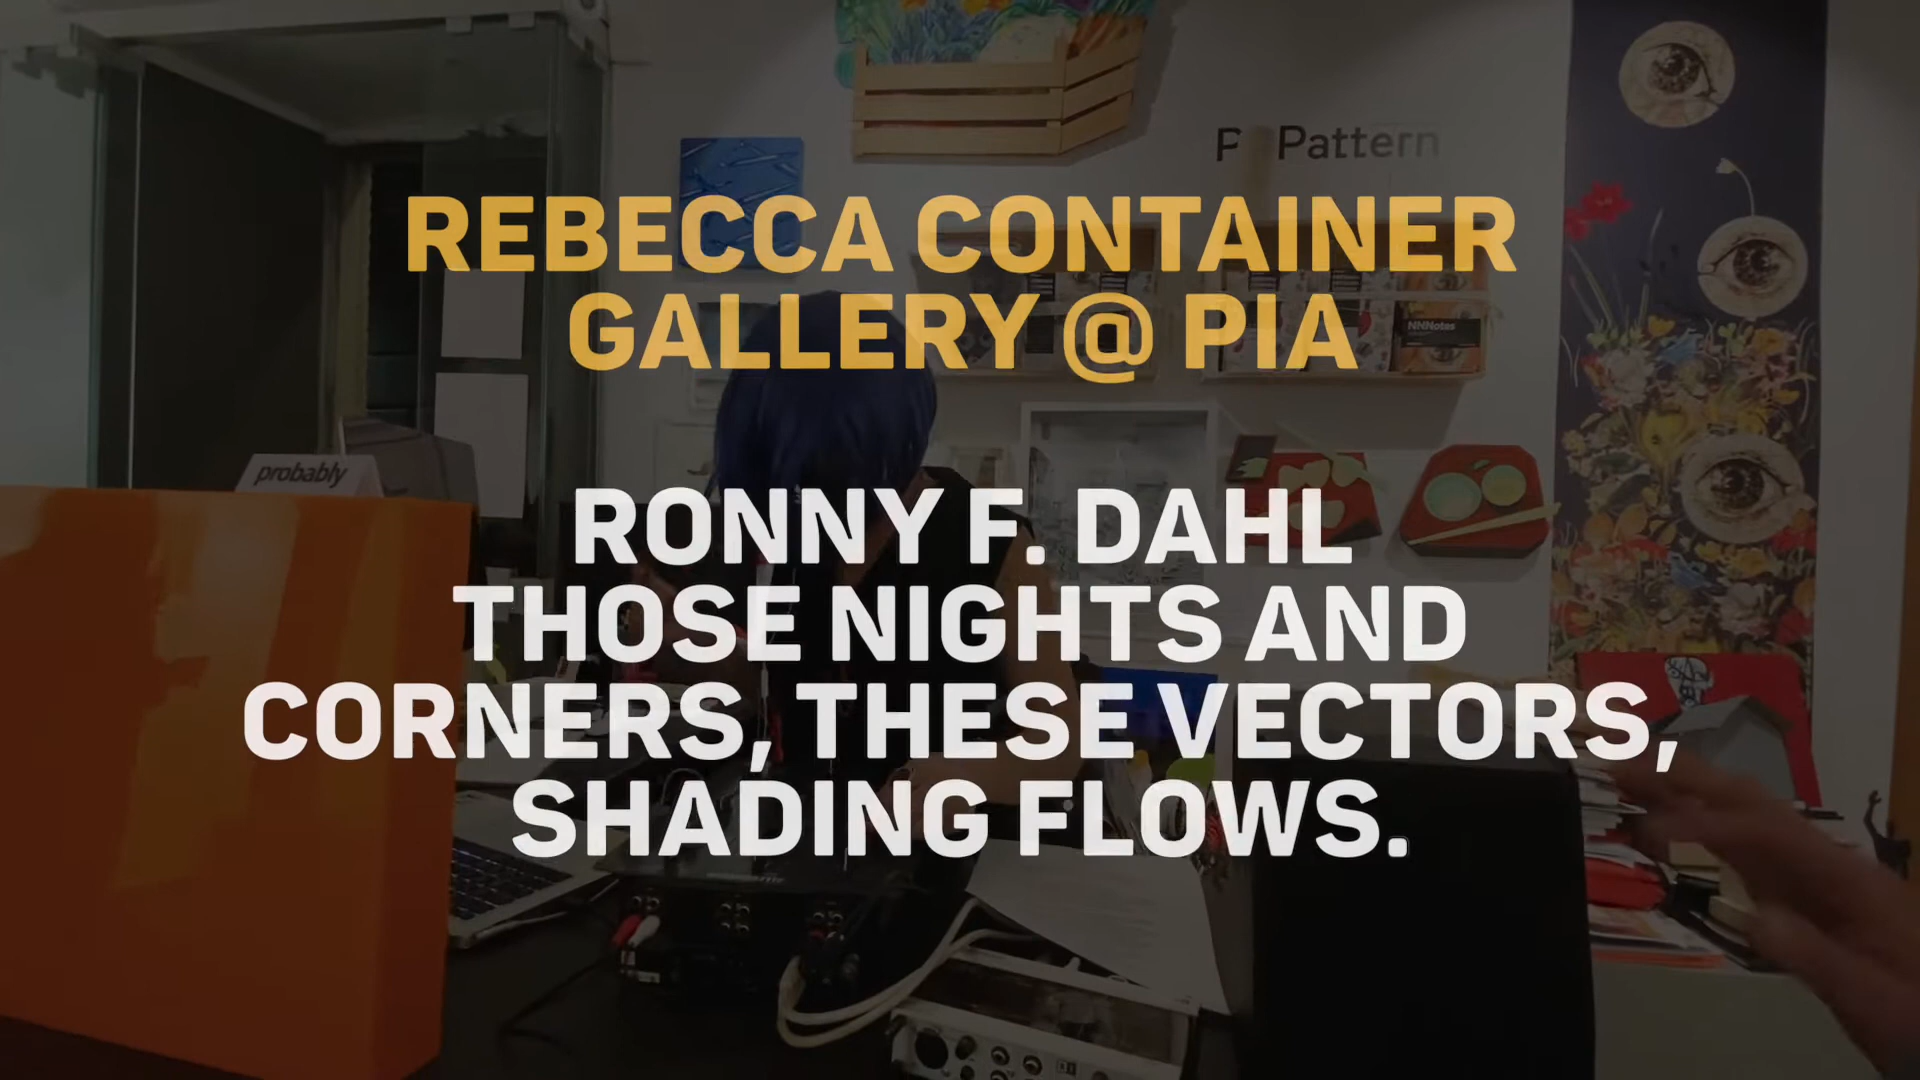 Pattern
REBECCA CONTAINER
GALLERY @ PIA
NNNotes
probably
RONNY F. DAHL
THOSE NIGHTS AND
CORNERS, THESE VECTORS,
SHADING FLOWS.